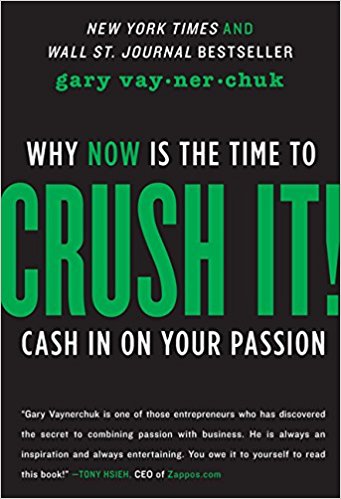 NEW YORK TIMES AND
WALL ST. JOURNAL BESTSELLER
gary vay•ner•chuk
WHY NOW IS THE TIME TO
CRUSH IT!
CASH IN ON YOUR PASSION
"Gary Vaynerchuk is one of those entrepreneurs who has discovered
the secret to combining passion with business. He is always an
inspiration and always entertaining. You owe it to yourself to read
this book!" —TONY HSIEH, CEO of Zappos.com